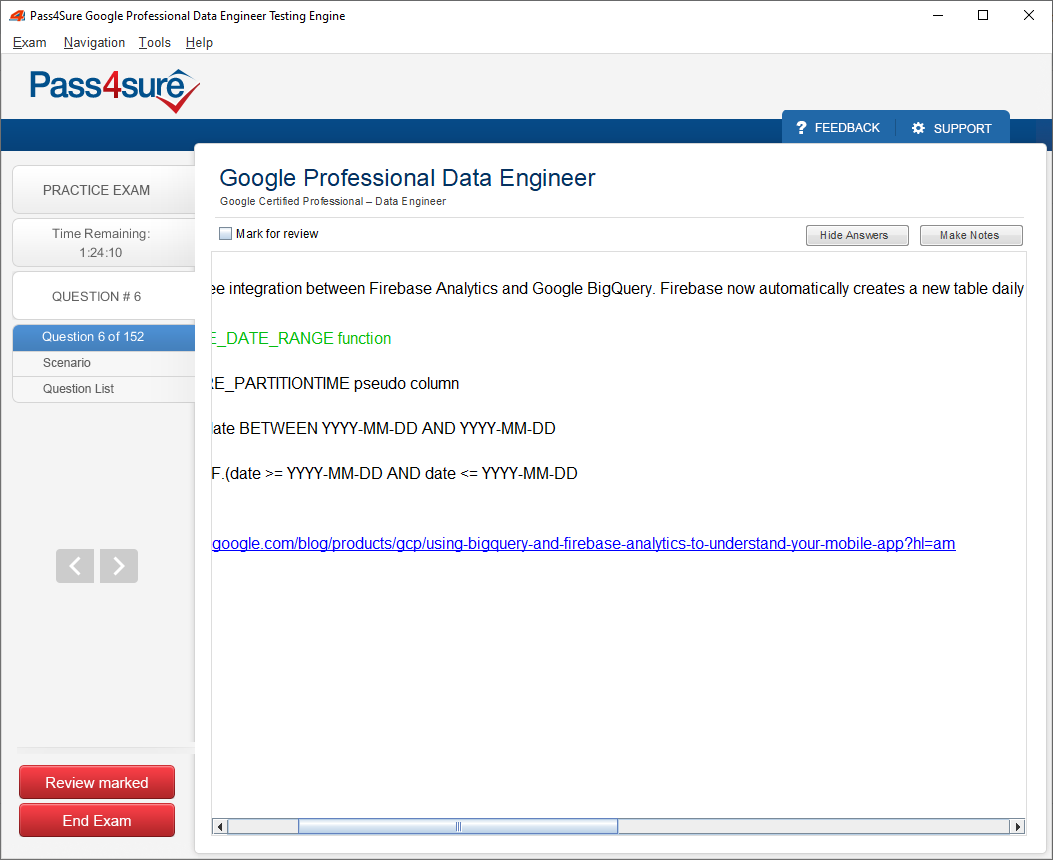 Pass4Sure Google Professional Data Engineer Testing Engine
Exam Navigation Tools Help
Pass4sure
? FEEDBACK SUPPORT
PRACTICE EXAM
Time Remaining:
1:24:10
QUESTION # 6
Question 6 of 152
Scenario
Question List
Review marked
End Exam
Google Professional Data Engineer
Google Certified Professional – Data Engineer
Mark for review
Hide Answers Make Notes
ee integration between Firebase Analytics and Google BigQuery. Firebase now automatically creates a new table daily
E_DATE_RANGE function
RE_PARTITIONTIME pseudo column
date BETWEEN YYYY-MM-DD AND YYYY-MM-DD
F.(date >= YYYY-MM-DD AND date <= YYYY-MM-DD
google.com/blog/products/gcp/using-bigquery-and-firebase-analytics-to-understand-your-mobile-app?hl=am